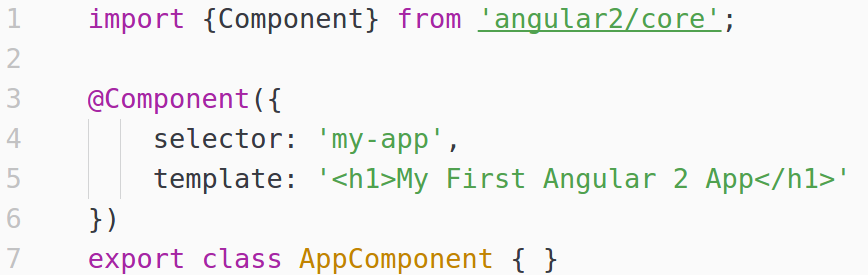 1 import {Component} from 'angular2/core';
2
3 @Component({
4 selector: 'my-app',
5 template: '<h1>My First Angular 2 App</h1>'
6 })
7 export class AppComponent { }